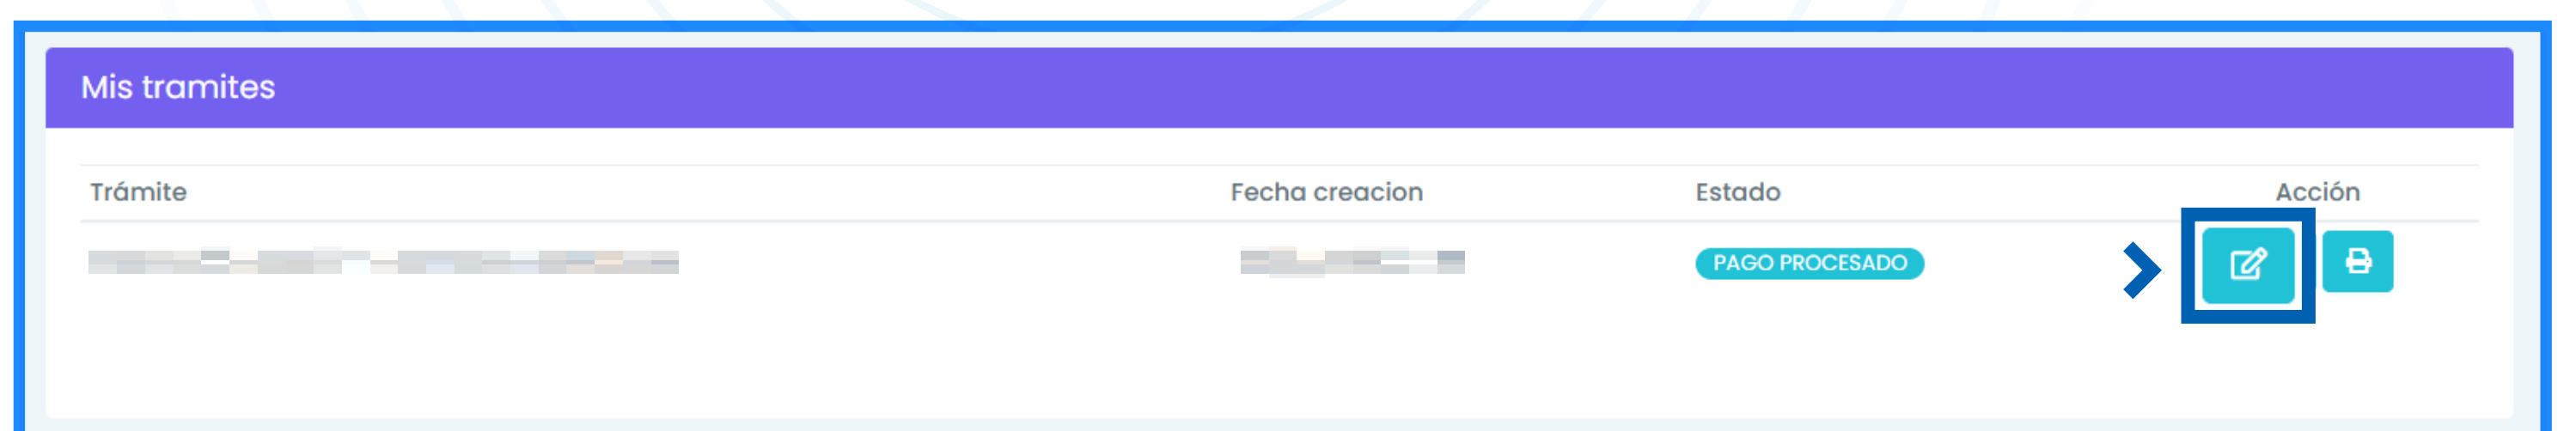 Mis tramites
Trámite Fecha creacion Estado Acción
PAGO PROCESADO